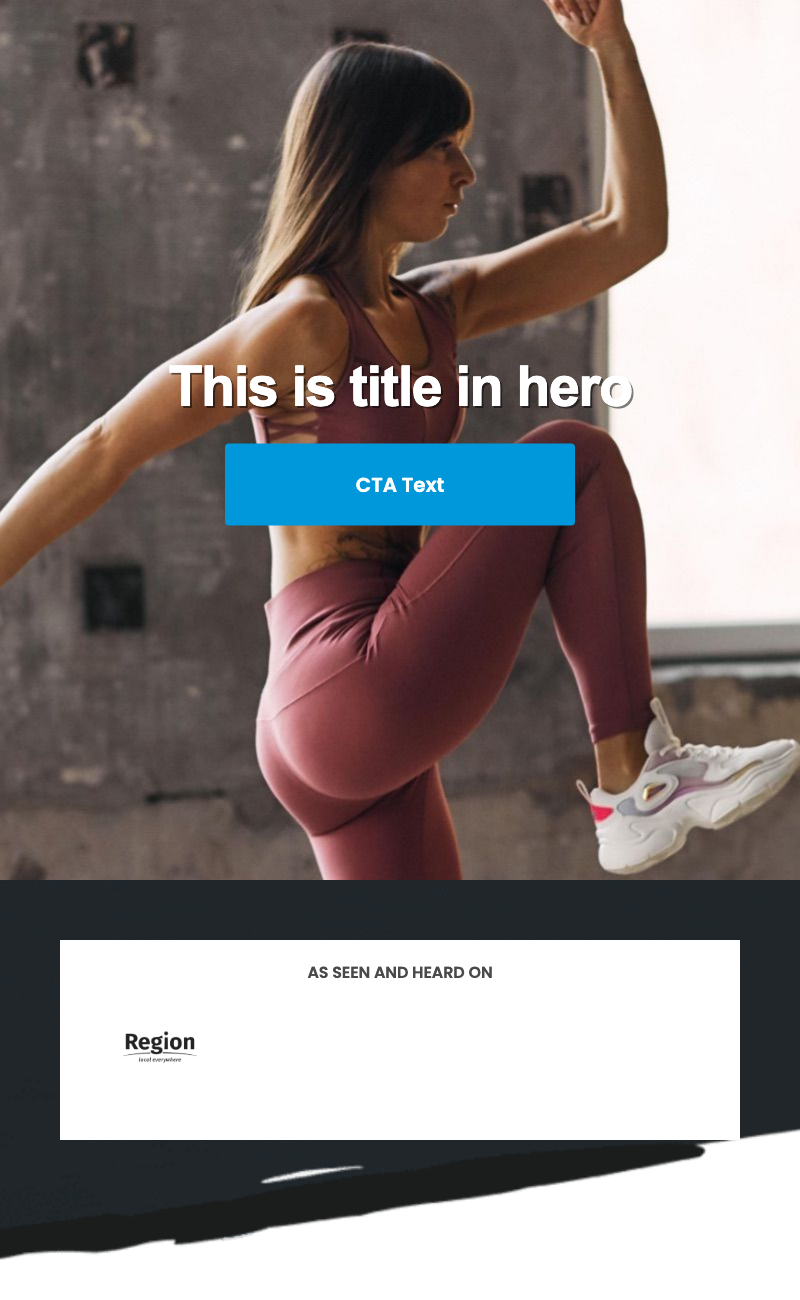 This is title in hero
CTA Text
AS SEEN AND HEARD ON
Region
local everywhere